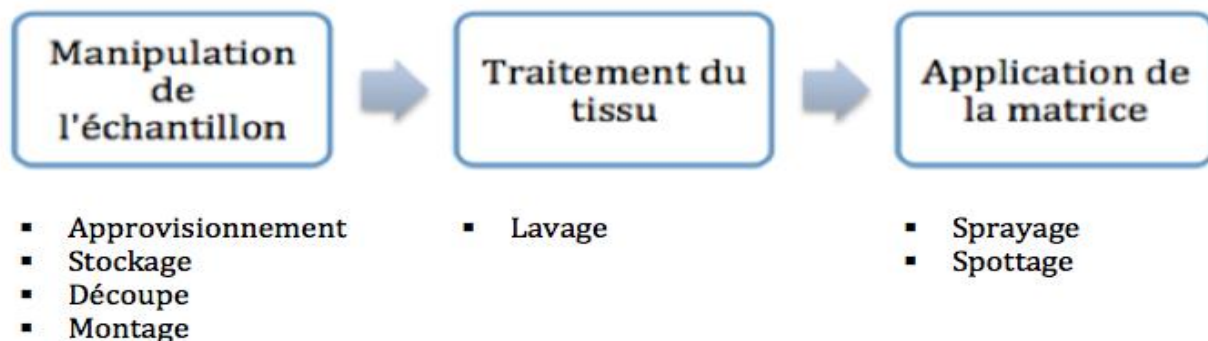 Manipulation
de
l'échantillon
Traitement du
tissu
Application de
la matrice
▪ Approvisionnement
▪ Stockage
▪ Découpe
▪ Montage
▪ Lavage
▪ Sprayage
▪ Spottage